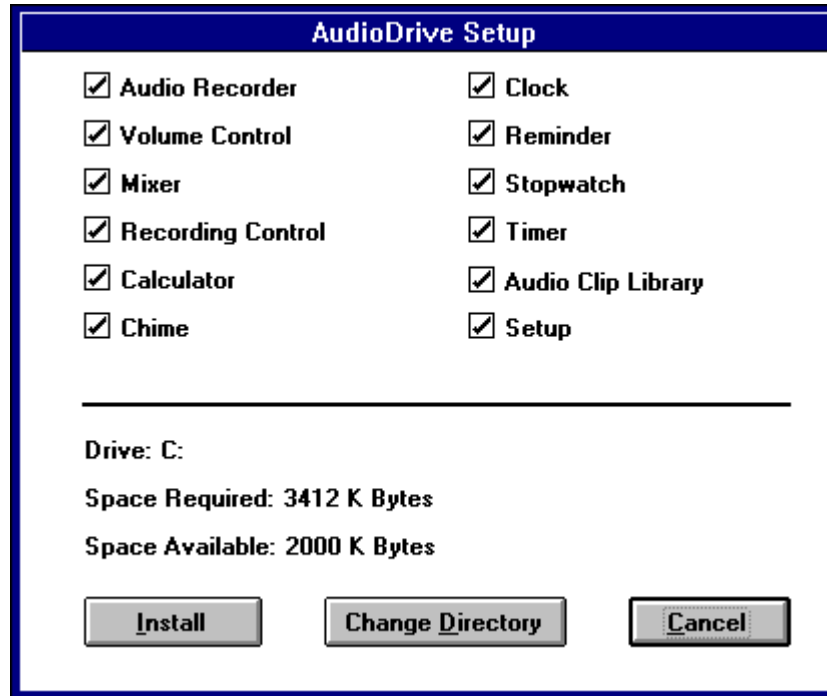 AudioDrive Setup
Audio Recorder
Clock
Volume Control
Reminder
Mixer
Stopwatch
Recording Control
Timer
Calculator
Audio Clip Library
Chime
Setup
Drive: C:
Space Required: 3412 K Bytes
Space Available: 2000 K Bytes
Install
Change Directory
Cancel